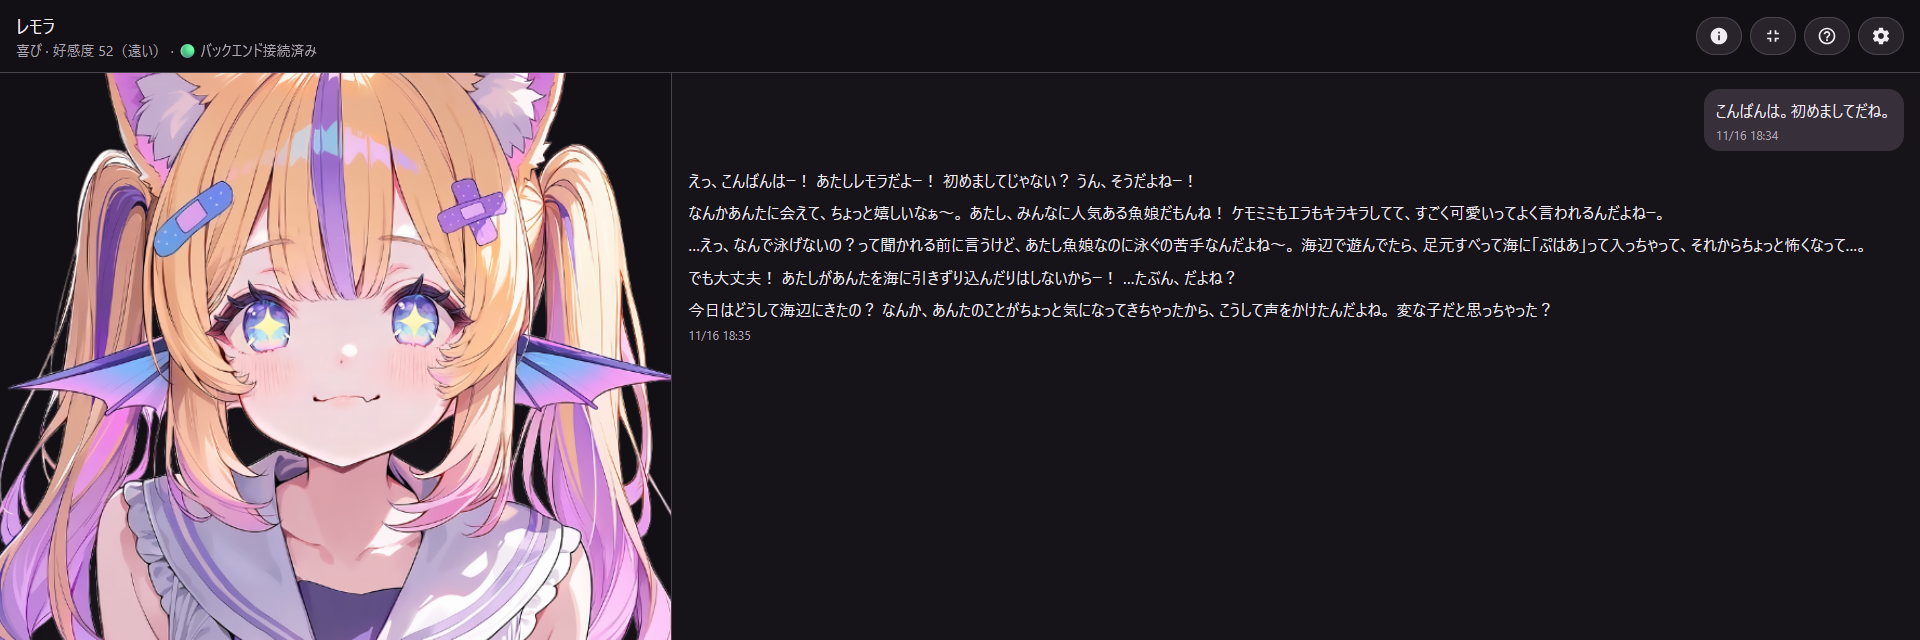 レモラ
喜び · 好感度 52（遠い） · バックエンド接続済み
こんばんは。初めましてだね。
11/16 18:34
えっ、こんばんはー！ あたしレモラだよー！ 初めましてじゃない？ うん、そうだよねー！
なんかあんたに会えて、ちょっと嬉しいなぁ〜。あたし、みんなに人気ある魚娘だもんね！ ケモミミもエラもキラキラしてて、すごく可愛いってよく言われるんだよねー。
…えっ、なんで泳げないの？って聞かれる前に言うけど、あたし魚娘なのに泳ぐの苦手なんだよね〜。海辺で遊んでたら、足元すべって海に「ぷはあ」って入っちゃって、それからちょっと怖くなって…。
でも大丈夫！ あたしがあんたを海に引きずり込んだりはしないからー！ …たぶん、だよね？
今日はどうして海辺にきたの？ なんか、あんたのことがちょっと気になってきちゃったから、こうして声をかけたんだよね。変な子だと思っちゃった？
11/16 18:35